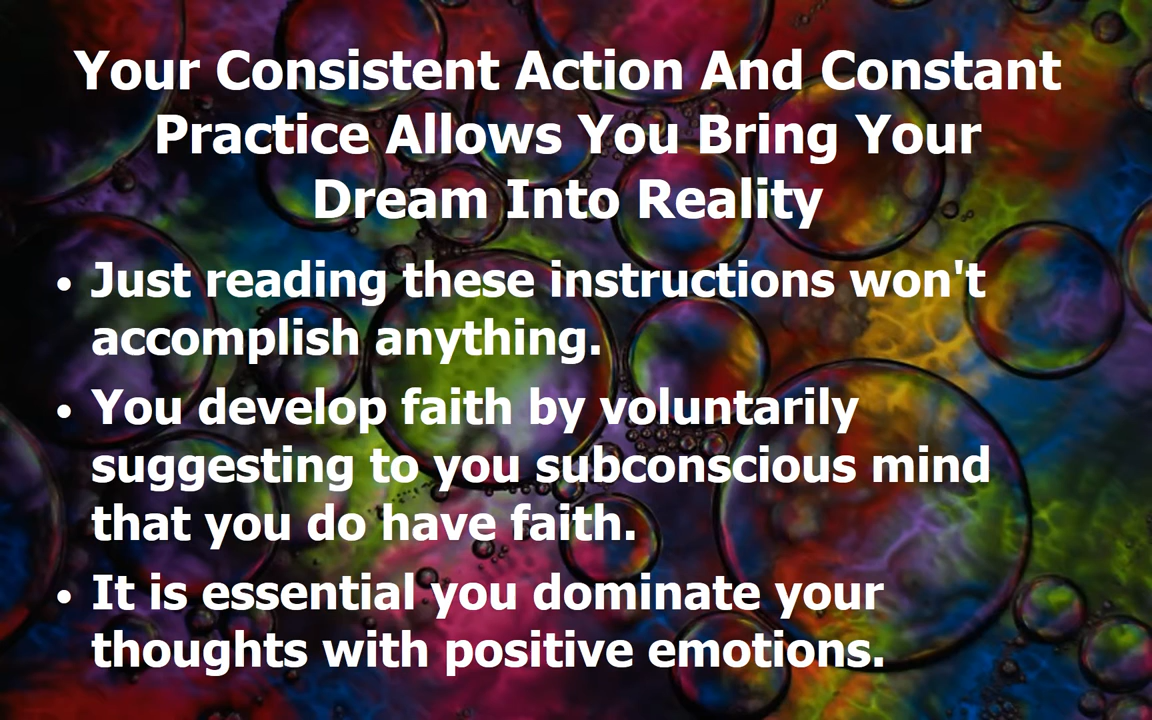 Your Consistent Action And Constant
Practice Allows You Bring Your
Dream Into Reality
• Just reading these instructions won't
accomplish anything.
• You develop faith by voluntarily
suggesting to you subconscious mind
that you do have faith.
• It is essential you dominate your
thoughts with positive emotions.